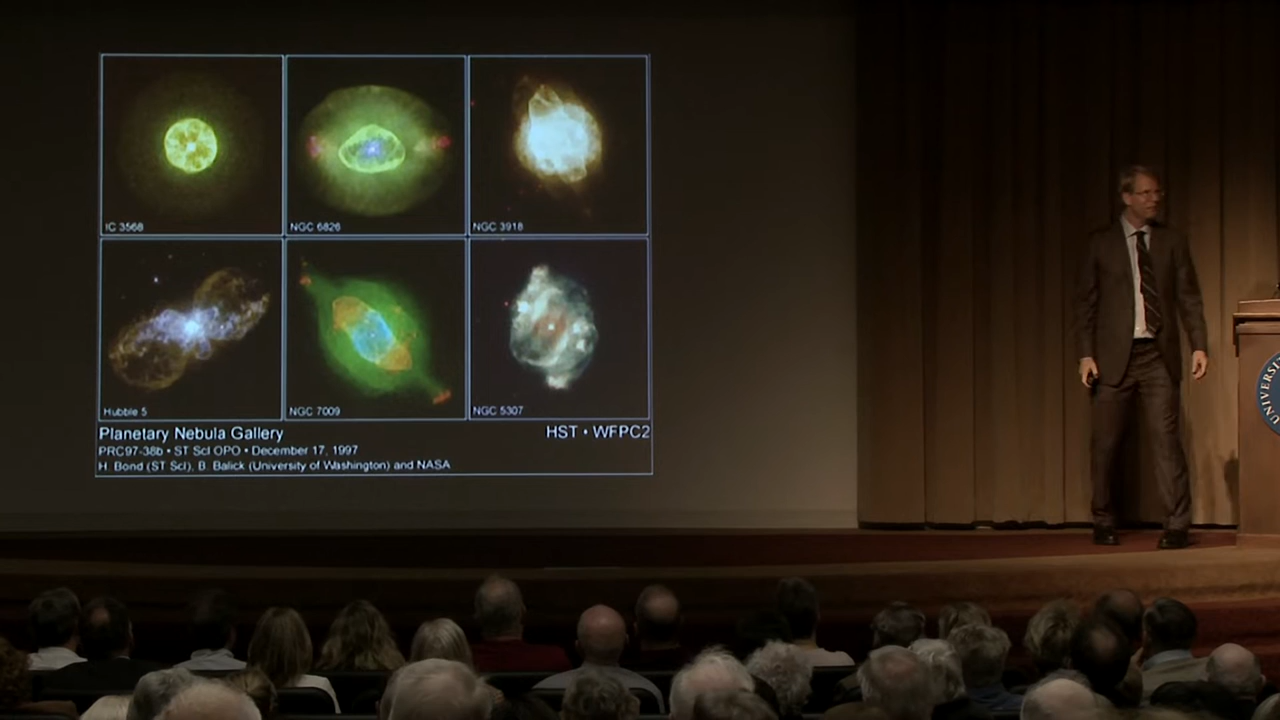 IC 3568
NGC 6826
NGC 3918
Hubble 5
NGC 7009
NGC 5307
Planetary Nebula Gallery
HST • WFPC2
PRC97-38b • ST ScI OPO • December 17, 1997
H. Bond (ST ScI), B. Balick (University of Washington) and NASA